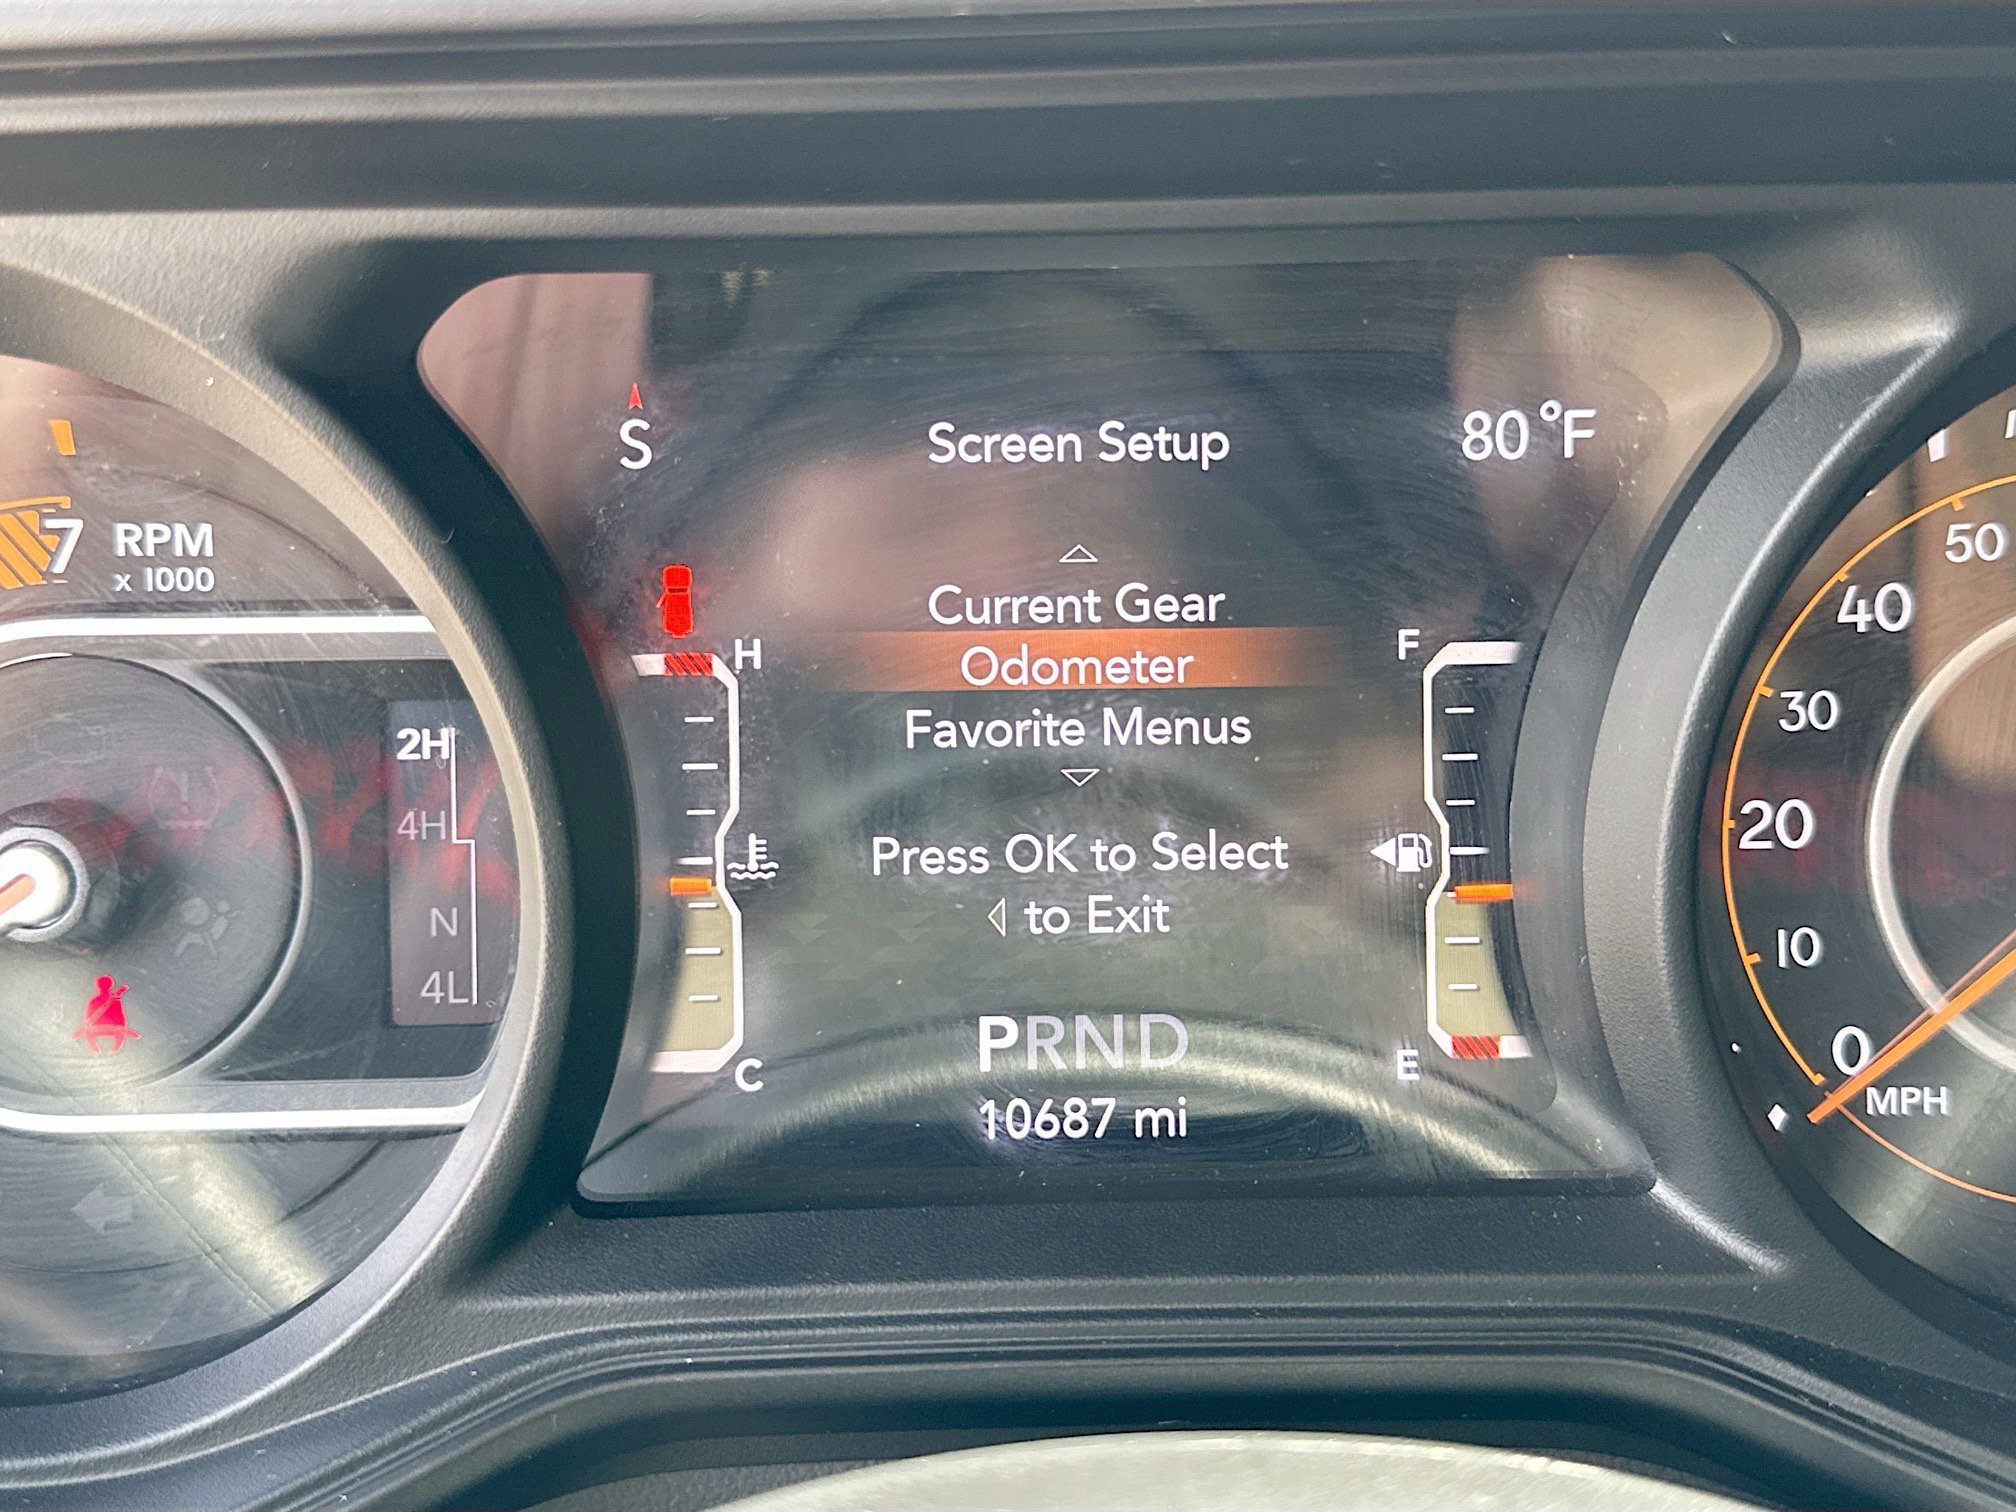 S
Screen Setup
80°F
7
RPM
x 1000
Current Gear
H
Odometer
F
Favorite Menus
50
40
30
20
10
0
MPH
2H
4H
N
4L
Press OK to Select
to Exit
C
E
PRND
10687 mi